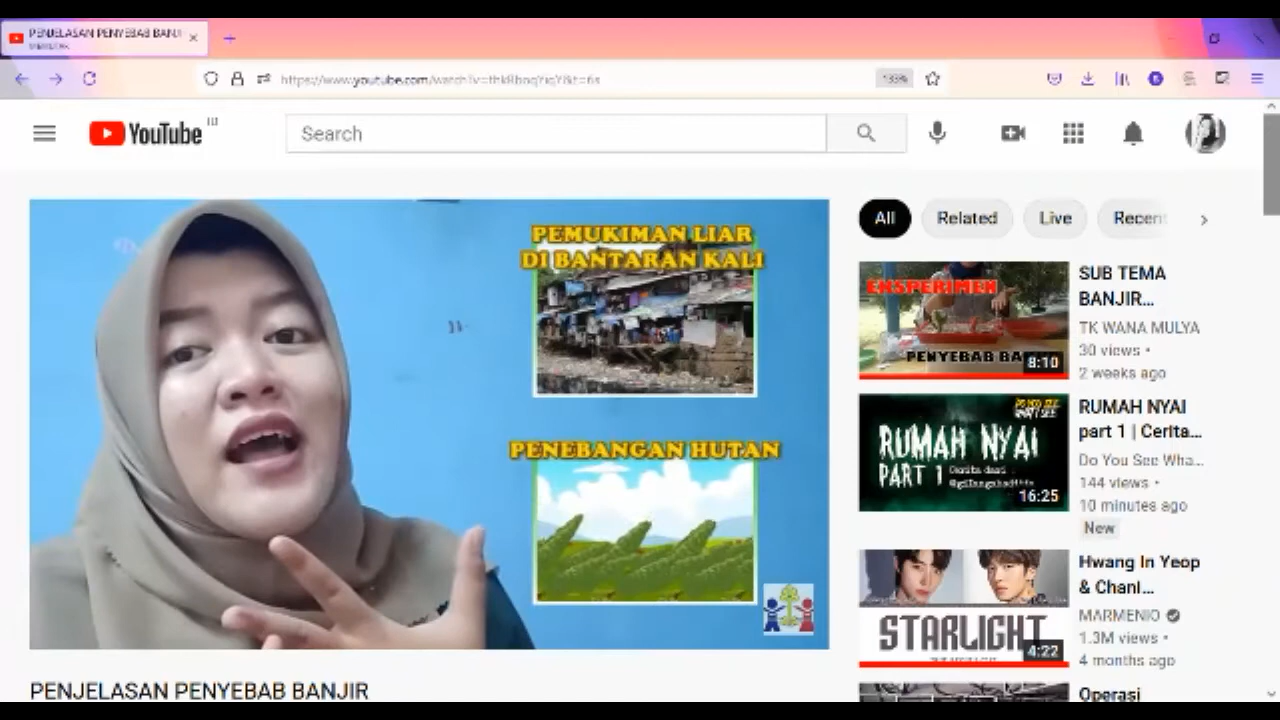 PENJELASAN PENYEBAB BANJI
YouTube ID
Search
PEMUKIMAN LIAR
DI BANTARAN KALI
PENEBANGAN HUTAN
PENJELASAN PENYEBAB BANJIR
All
Related
Live
Recent
EKSPERIMEN
PENYEBAB BA
8:10
SUB TEMA
BANJIR...
TK WANA MULYA
30 views •
2 weeks ago
RUMAH NYAI
PART 1
Cerita dari
16:25
RUMAH NYAI
part 1 | Cerita...
Do You See Wha...
144 views •
10 minutes ago
New
STARLIGHT
4:22
Hwang In Yeop
& Chani...
MARMENIO
1.3M views •
4 months ago
Operasi